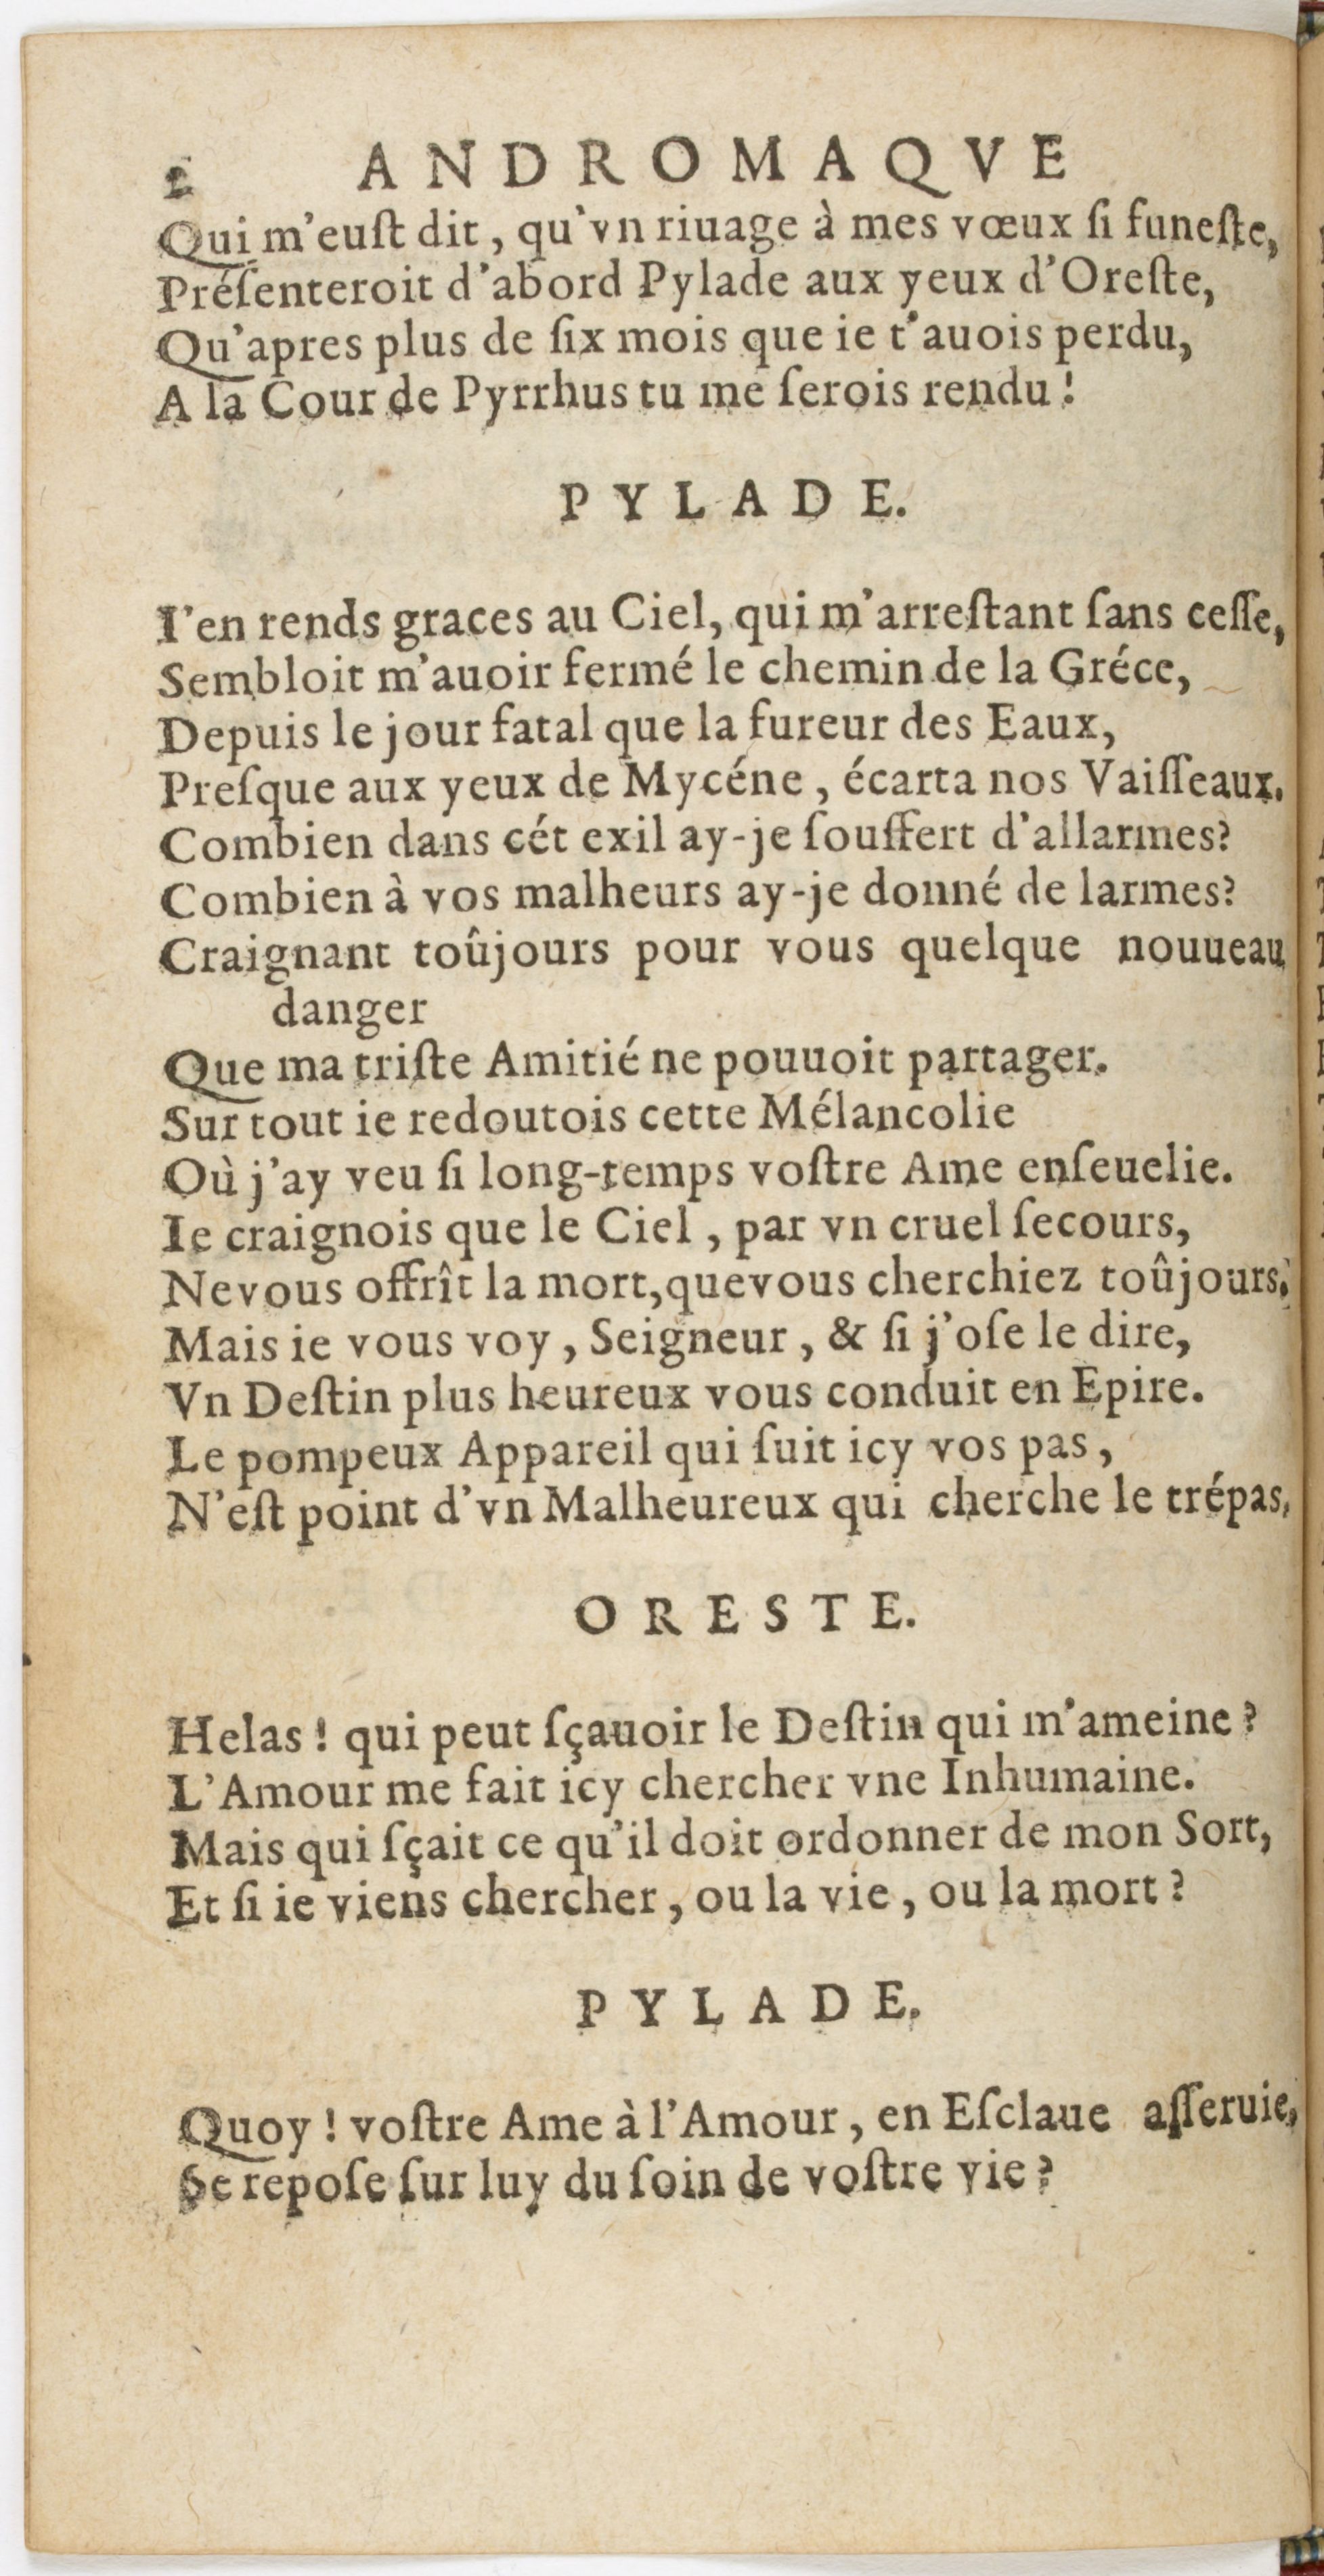 2 ANDROMAQVE
Qui m'euſt dit, qu'vn riuage à mes vœux ſi funeſte,
Préſenteroit d'abord Pylade aux yeux d'Oreſte,
Qu'apres plus de ſix mois que ie t'auois perdu,
A la Cour de Pyrrhus tu me ſerois rendu!
PYLADE.
I'en rends graces au Ciel, qui m'arreſtant ſans ceſſe,
Sembloit m'auoir fermé le chemin de la Gréce,
Depuis le jour fatal que la fureur des Eaux,
Preſque aux yeux de Mycéne, écarta nos Vaiſſeaux.
Combien dans cét exil ay-je ſouffert d'allarmes?
Combien à vos malheurs ay-je donné de larmes?
Craignant toûjours pour vous quelque nouueau
danger
Que ma triſte Amitié ne pouuoit partager.
Sur tout ie redoutois cette Mélancolie
Où j'ay veu ſi long-temps voſtre Ame enſeuelie.
Ie craignois que le Ciel, par vn cruel ſecours,
Ne vous offrît la mort, que vous cherchiez toûjours.
Mais ie vous voy, Seigneur, & ſi j'oſe le dire,
Vn Deſtin plus heureux vous conduit en Epire.
Le pompeux Appareil qui ſuit icy vos pas,
N'eſt point d'vn Malheureux qui cherche le trépas,
ORESTE.
Helas! qui peut ſçauoir le Deſtin qui m'ameine?
L'Amour me fait icy chercher vne Inhumaine.
Mais qui ſçait ce qu'il doit ordonner de mon Sort,
Et ſi ie viens chercher, ou la vie, ou la mort?
PYLADE.
Quoy! voſtre Ame à l'Amour, en Eſclaue aſſeruie,
Se repoſe ſur luy du ſoin de voſtre vie?